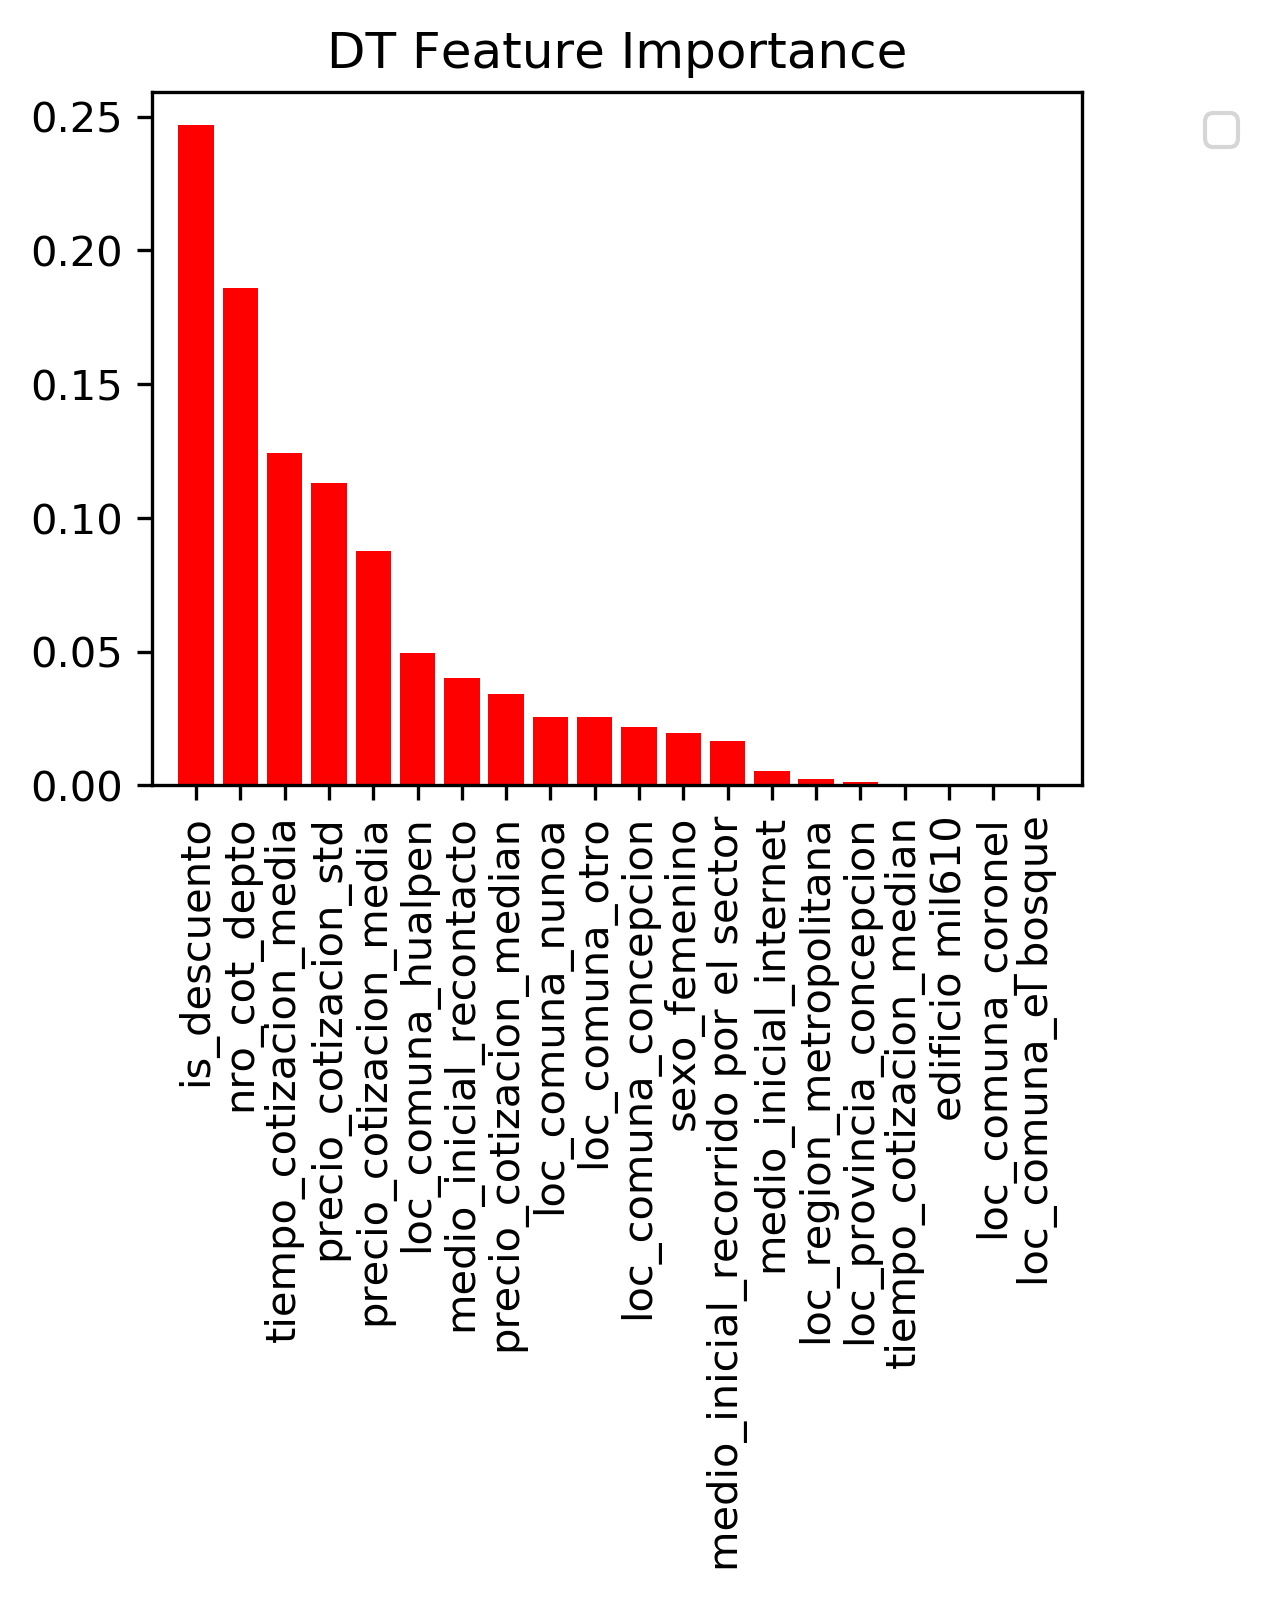 DT Feature Importance
0.25
0.20
0.15
0.10
0.05
0.00
is_descuento
nro_cot_depto
tiempo_cotizacion_media
precio_cotizacion_std
precio_cotizacion_media
loc_comuna_hualpen
medio_inicial_recontacto
precio_cotizacion_median
loc_comuna_nunoa
loc_comuna_otro
loc_comuna_concepcion
sexo_femenino
medio_inicial_recorrido por el sector
medio_inicial_internet
loc_region_metropolitana
loc_provincia_concepcion
tiempo_cotizacion_median
edificio mil610
loc_comuna_coronel
loc_comuna_el bosque